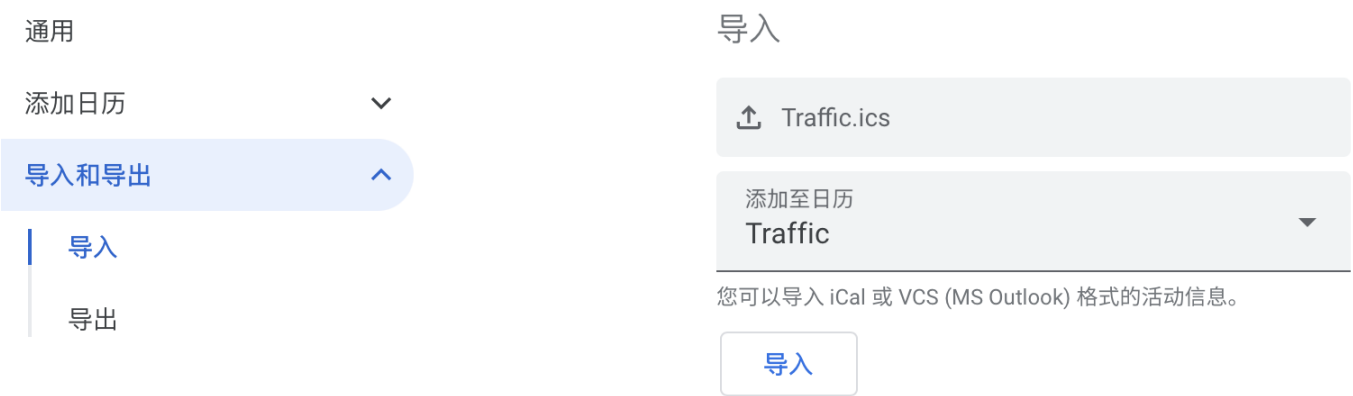 通用
添加日历
导入和导出
导入
导出
导入
Traffic.ics
添加至日历
Traffic
您可以导入 iCal 或 VCS (MS Outlook) 格式的活动信息。
导入